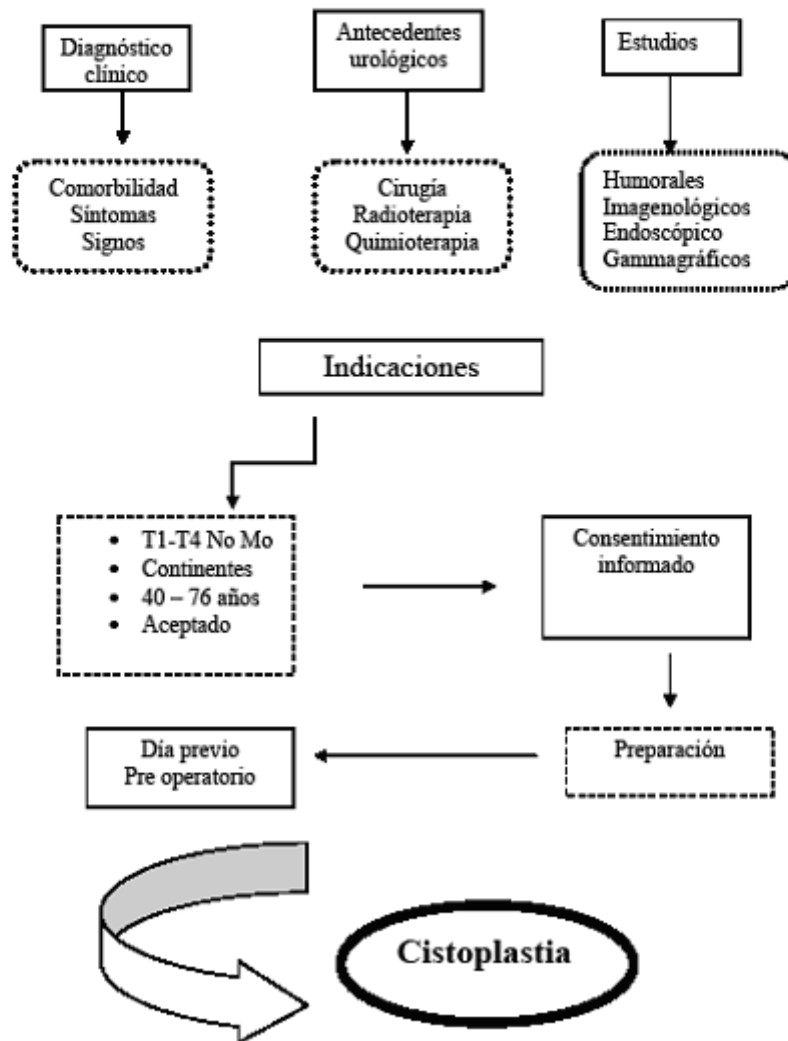 Diagnóstico
clínico
Antecedentes
urológicos
Estudios
Comorbilidad
Síntomas
Signos
Cirugía
Radioterapia
Quimioterapia
Humorales
Imagenológicos
Endoscópico
Gammagráficos
Indicaciones
• T1-T4 No Mo
• Continentes
• 40 – 76 años
• Aceptado
Consentimiento
informado
Día previo
Pre operatorio
Preparación
Cistoplastia